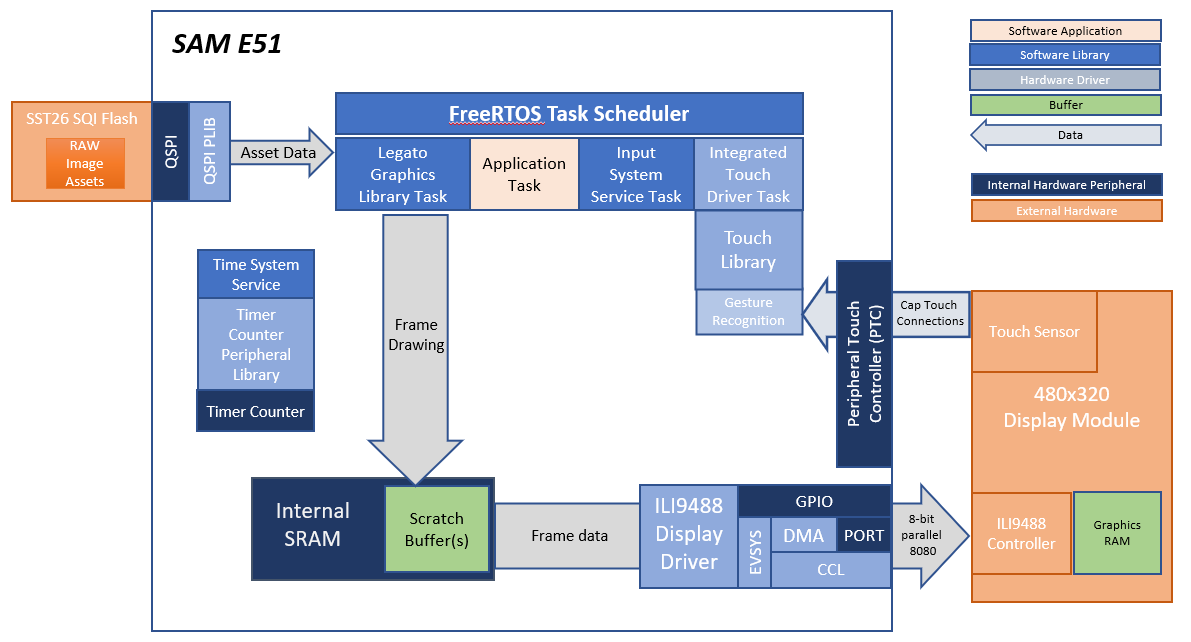 SAM E51
SST26 SQI Flash
RAW
Image
Assets
QSPI
QSPI PLIB
Asset Data
FreeRTOS Task Scheduler
Legato
Graphics
Library Task
Application
Task
Input
System
Service Task
Integrated
Touch
Driver Task
Touch
Library
Gesture
Recognition
Time System
Service
Timer
Counter
Peripheral
Library
Timer Counter
Frame
Drawing
Peripheral Touch
Controller (PTC)
Cap Touch
Connections
Touch Sensor
480x320
Display Module
Internal
SRAM
Scratch
Buffer(s)
Frame data
ILI9488
Display
Driver
GPIO
EVSYS
DMA
PORT
CCL
8-bit
parallel
8080
ILI9488
Controller
Graphics
RAM
Software Application
Software Library
Hardware Driver
Buffer
Data
Internal Hardware Peripheral
External Hardware